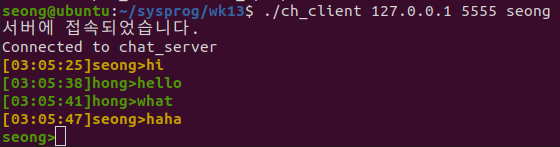 seong@ubuntu:~/sysprog/wk13$ ./ch_client 127.0.0.1 5555 seong
서버에 접속되었습니다.
Connected to chat_server
[03:05:25]seong>hi
[03:05:38]hong>hello
[03:05:41]hong>what
[03:05:47]seong>haha
seong>